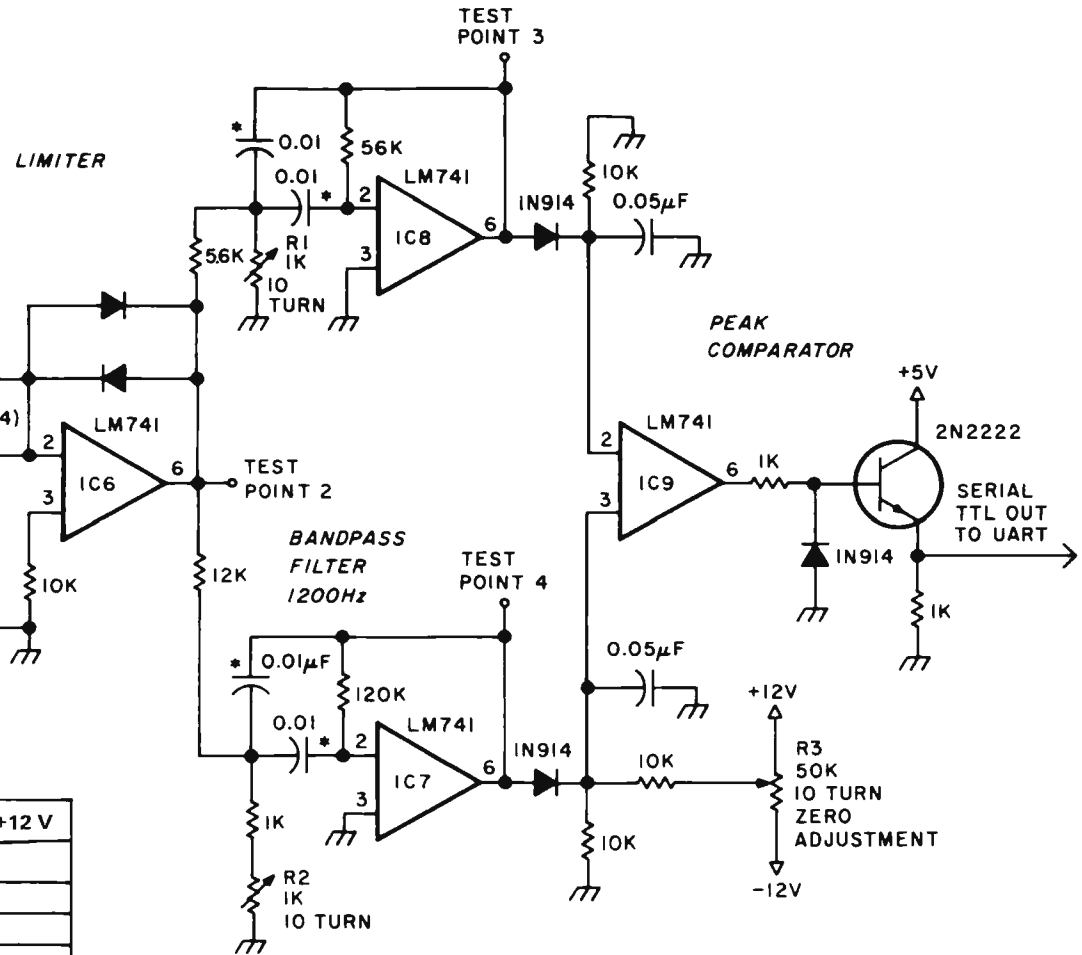 TEST
POINT 3
LIMITER
*
0.01
56K
0.01
*
LM741
2
IC8
6
3
5.6K
R1
1K
10
TURN
1N914
10K
0.05µF
PEAK
COMPARATOR
+5V
2N2222
4)
LM741
2
IC6
6
3
TEST
POINT 2
10K
LM741
2
IC9
6
3
1K
1N914
SERIAL
TTL OUT
TO UART
1K
BANDPASS
FILTER
1200Hz
12K
TEST
POINT 4
*
0.01µF
120K
0.01
*
LM741
2
IC7
6
3
1N914
0.05µF
10K
10K
+12V
R3
50K
10 TURN
ZERO
ADJUSTMENT
-12V
1K
R2
1K
10 TURN
+12 V